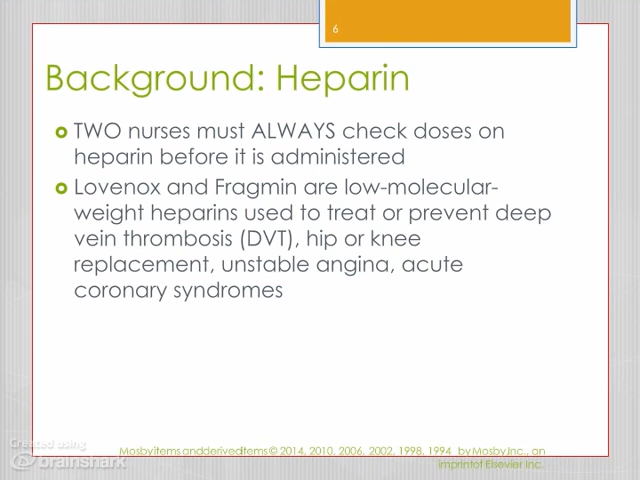 6
Background: Heparin
TWO nurses must ALWAYS check doses on
heparin before it is administered
Lovenox and Fragmin are low-molecular-
weight heparins used to treat or prevent deep
vein thrombosis (DVT), hip or knee
replacement, unstable angina, acute
coronary syndromes
Created using
brainshark
Mosby items and derived items © 2014, 2010, 2006, 2002, 1998, 1994 by Mosby, Inc., an
imprint of Elsevier Inc.